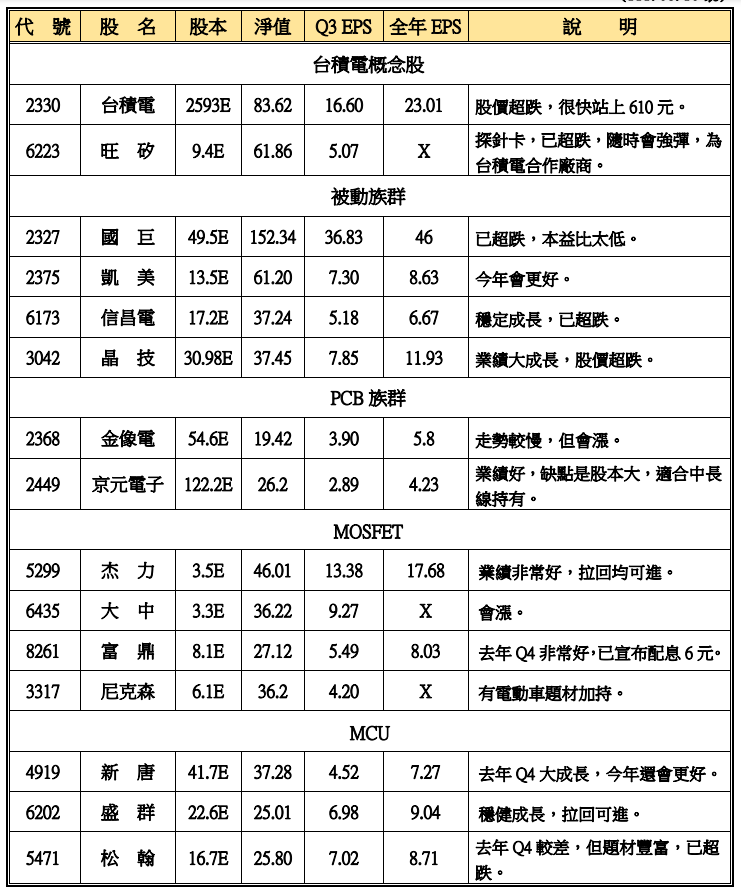 代 號 股 名 股本 淨值 Q3 EPS 全年 EPS 說 明
台積電概念股
2330 台積電 2593E 83.62 16.60 23.01 股價超跌，很快站上 610 元。
6223 旺 矽 9.4E 61.86 5.07 X 探針卡，已超跌，隨時會強彈，為
台積電合作廠商。
被動族群
2327 國 巨 49.5E 152.34 36.83 46 已超跌，本益比太低。
2375 凱 美 13.5E 61.20 7.30 8.63 今年會更好。
6173 信昌電 17.2E 37.24 5.18 6.67 穩定成長，已超跌。
3042 晶 技 30.98E 37.45 7.85 11.93 業績大成長，股價超跌。
PCB 族群
2368 金像電 54.6E 19.42 3.90 5.8 走勢較慢，但會漲。
2449 京元電子 122.2E 26.2 2.89 4.23 業績好，缺點是股本大，適合中長
線持有。
MOSFET
5299 杰 力 3.5E 46.01 13.38 17.68 業績非常好，拉回均可進。
6435 大 中 3.3E 36.22 9.27 X 會漲。
8261 富 鼎 8.1E 27.12 5.49 8.03 去年 Q4 非常好，已宣布配息 6 元。
3317 尼克森 6.1E 36.2 4.20 X 有電動車題材加持。
MCU
4919 新 唐 41.7E 37.28 4.52 7.27 去年 Q4 大成長，今年還會更好。
6202 盛 群 22.6E 25.01 6.98 9.04 穩健成長，拉回可進。
5471 松 翰 16.7E 25.80 7.02 8.71 去年 Q4 較差，但題材豐富，已超
跌。